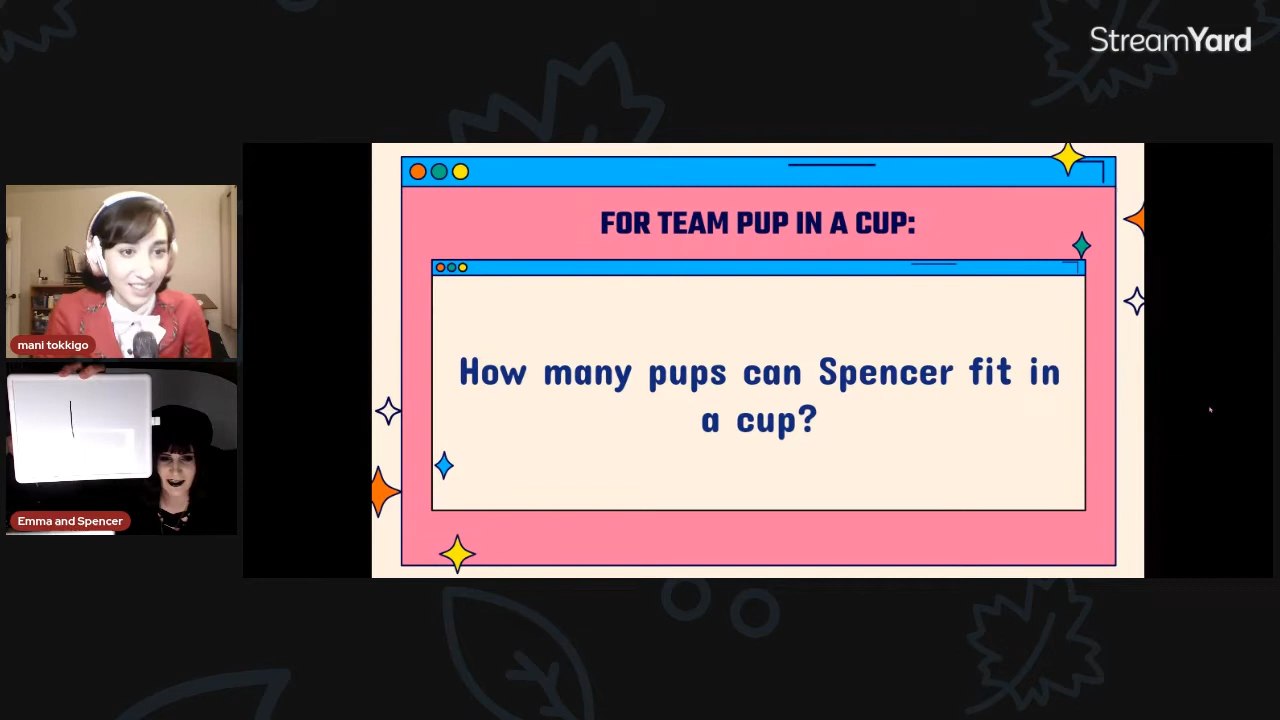 StreamYard
FOR TEAM PUP IN A CUP:
How many pups can Spencer fit in
a cup?
mani tokkigo
1
Emma and Spencer